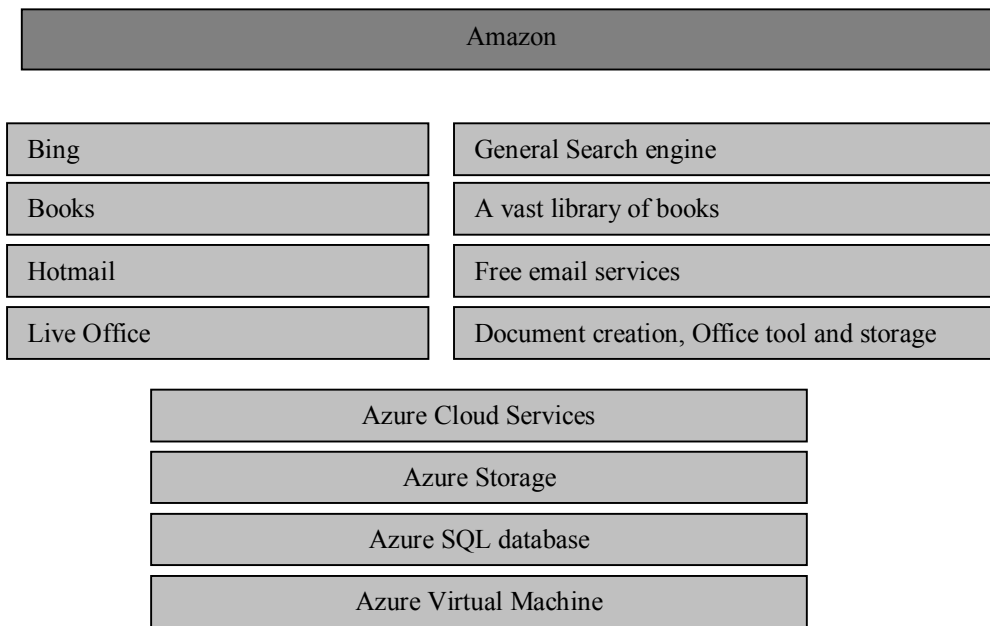 Amazon
Bing
General Search engine
Books
A vast library of books
Hotmail
Free email services
Live Office
Document creation, Office tool and storage
Azure Cloud Services
Azure Storage
Azure SQL database
Azure Virtual Machine